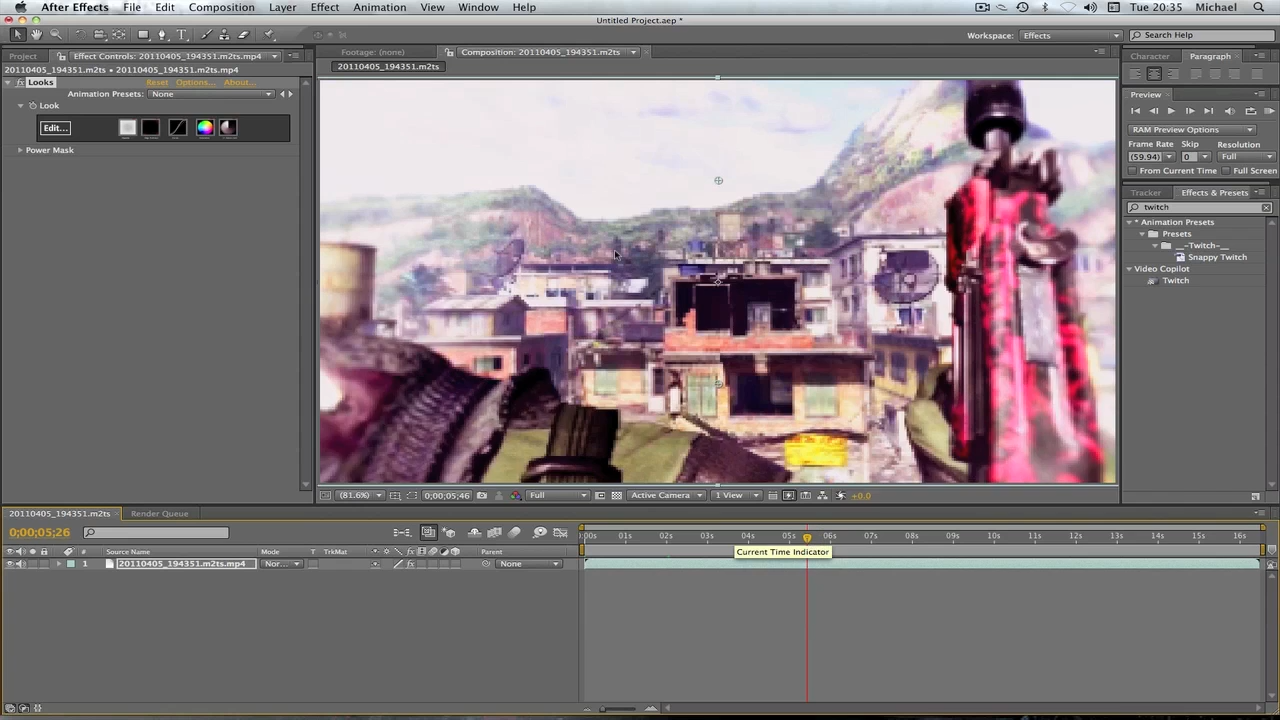 After Effects File Edit Composition Layer Effect Animation View Window Help Tue 20:35 Michael
Untitled Project.aep *
Workspace: Effects Search Help
Project Effect Controls: 20110405_194351.m2ts.mp4 Footage: (none) Composition: 20110405_194351.m2ts Character Paragraph
20110405_194351.m2ts • 20110405_194351.m2ts.mp4 20110405_194351.m2ts
fx Looks Reset Options... About...
Animation Presets: None
Look
Edit...
Power Mask
Preview
RAM Preview Options
Frame Rate Skip Resolution
(59.94) 0 Full
From Current Time Full Screen
Tracker Effects & Presets
twitch
* Animation Presets
Presets
__-Twitch-__
Snappy Twitch
Video Copilot
Twitch
(81.6%) 0;00;05;46 Full Active Camera 1 View +0.0
20110405_194351.m2ts Render Queue
0;00;05;26
:00s 01s 02s 03s 04s 05s 06s 07s 08s 09s 10s 11s 12s 13s 14s 15s 16s
# Source Name Mode T TrkMat Parent
Current Time Indicator
1 20110405_194351.m2ts.mp4 Nor... None